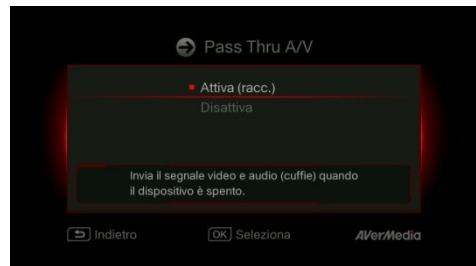 Pass Thru A/V
Attiva (racc.)
Disattiva
Invia il segnale video e audio (cuffie) quando
il dispositivo è spento.
Indietro
OK Seleziona
AVerMedia